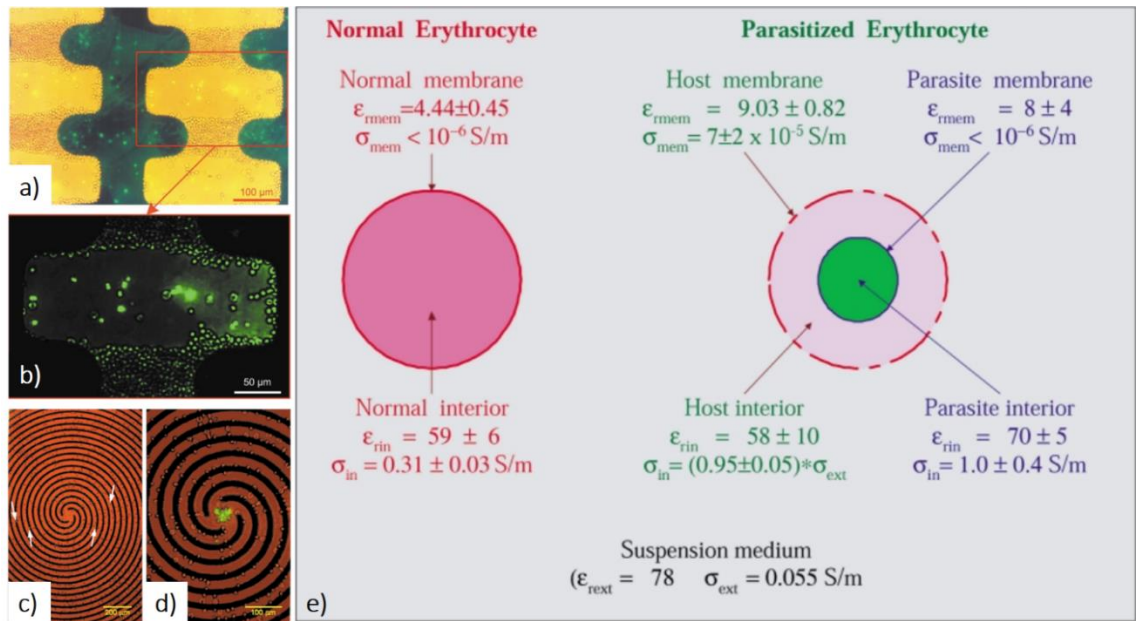 a)
100 µm
b)
50 µm
c)
200 µm
d)
100 µm
e)
Normal Erythrocyte
Normal membrane
εrmem=4.44±0.45
σmem < 10⁻⁶ S/m
Normal interior
εrin = 59 ± 6
σin = 0.31 ± 0.03 S/m
Parasitized Erythrocyte
Host membrane
εrmem = 9.03 ± 0.82
σmem= 7±2 x 10⁻⁵ S/m
Parasite membrane
εrmem = 8 ± 4
σmem< 10⁻⁶ S/m
Host interior
εrin = 58 ± 10
σin= (0.95±0.05)*σext
Parasite interior
εrin = 70 ± 5
σin= 1.0 ± 0.4 S/m
Suspension medium
(εrext = 78 σext = 0.055 S/m